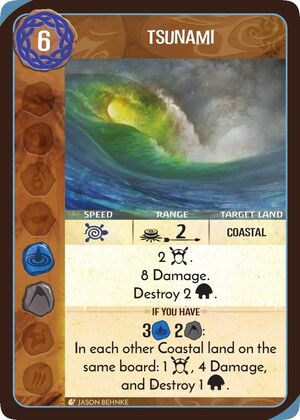 6
TSUNAMI
SPEED RANGE TARGET LAND
2 COASTAL
2 .
8 Damage.
Destroy 2 .
IF YOU HAVE
3 2 :
In each other Coastal land on the
same board: 1 , 4 Damage,
and Destroy 1 .
JASON BEHNKE